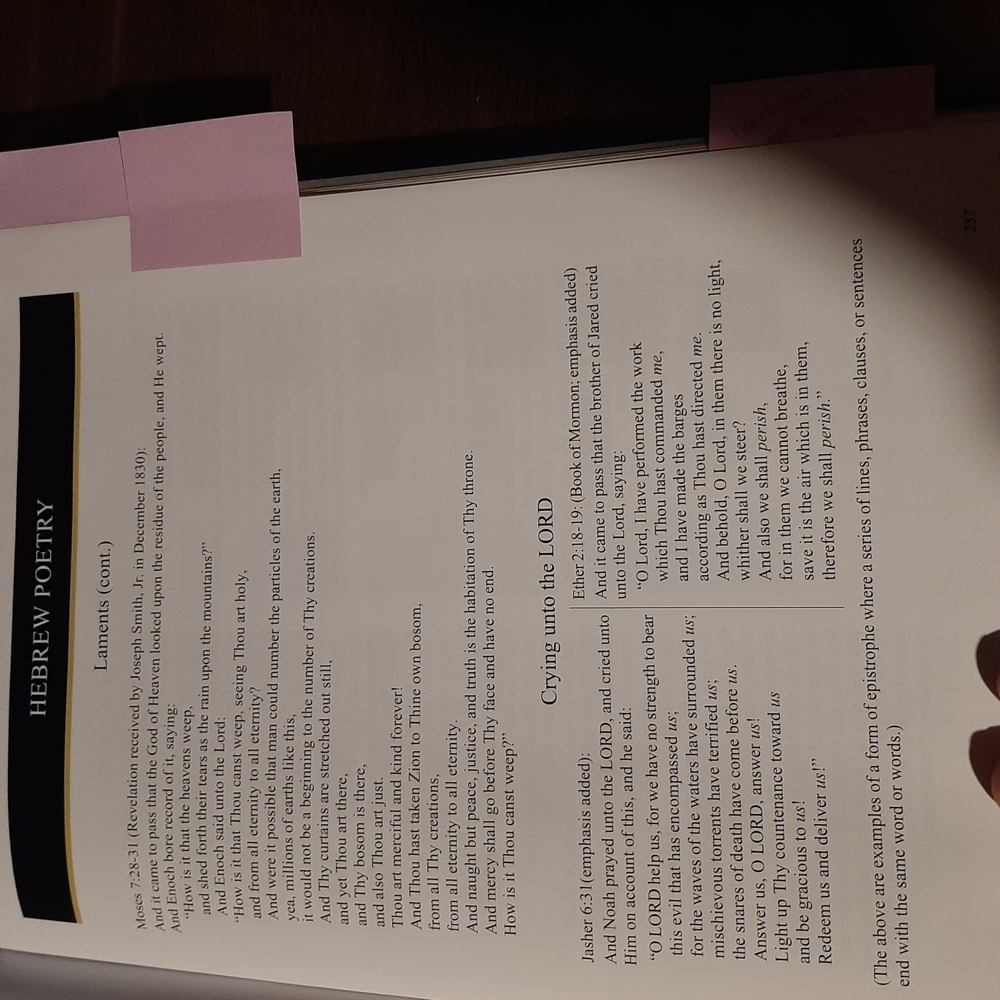 HEBREW POETRY
Laments (cont.)
Moses 7:28-31 (Revelation received by Joseph Smith, Jr. in December 1830):
And it came to pass that the God of Heaven looked upon the residue of the people, and He wept.
And Enoch bore record of it, saying:
“How is it that the heavens weep,
and shed forth their tears as the rain upon the mountains?”
And Enoch said unto the Lord:
“How is it that Thou canst weep, seeing Thou art holy,
and from all eternity to all eternity?
And were it possible that man could number the particles of the earth,
yea, millions of earths like this,
it would not be a beginning to the number of Thy creations.
And Thy curtains are stretched out still,
and yet Thou art there,
and Thy bosom is there,
and also Thou art just.
Thou art merciful and kind forever!
And Thou hast taken Zion to Thine own bosom,
from all Thy creations,
from all eternity to all eternity.
And naught but peace, justice, and truth is the habitation of Thy throne.
And mercy shall go before Thy face and have no end.
How is it Thou canst weep?”
Crying unto the LORD
Jasher 6:31(emphasis added):
And Noah prayed unto the LORD, and cried unto
Him on account of this, and he said:
“O LORD help us, for we have no strength to bear
this evil that has encompassed us;
for the waves of the waters have surrounded us;
mischievous torrents have terrified us;
the snares of death have come before us.
Answer us, O LORD, answer us!
Light up Thy countenance toward us
and be gracious to us!
Redeem us and deliver us!”
Ether 2:18-19: (Book of Mormon; emphasis added)
And it came to pass that the brother of Jared cried
unto the Lord, saying:
“O Lord, I have performed the work
which Thou hast commanded me,
and I have made the barges
according as Thou hast directed me.
And behold, O Lord, in them there is no light,
whither shall we steer?
And also we shall perish,
for in them we cannot breathe,
save it is the air which is in them,
therefore we shall perish.”
(The above are examples of a form of epistrophe where a series of lines, phrases, clauses, or sentences
end with the same word or words.)
257
Israel
miracles